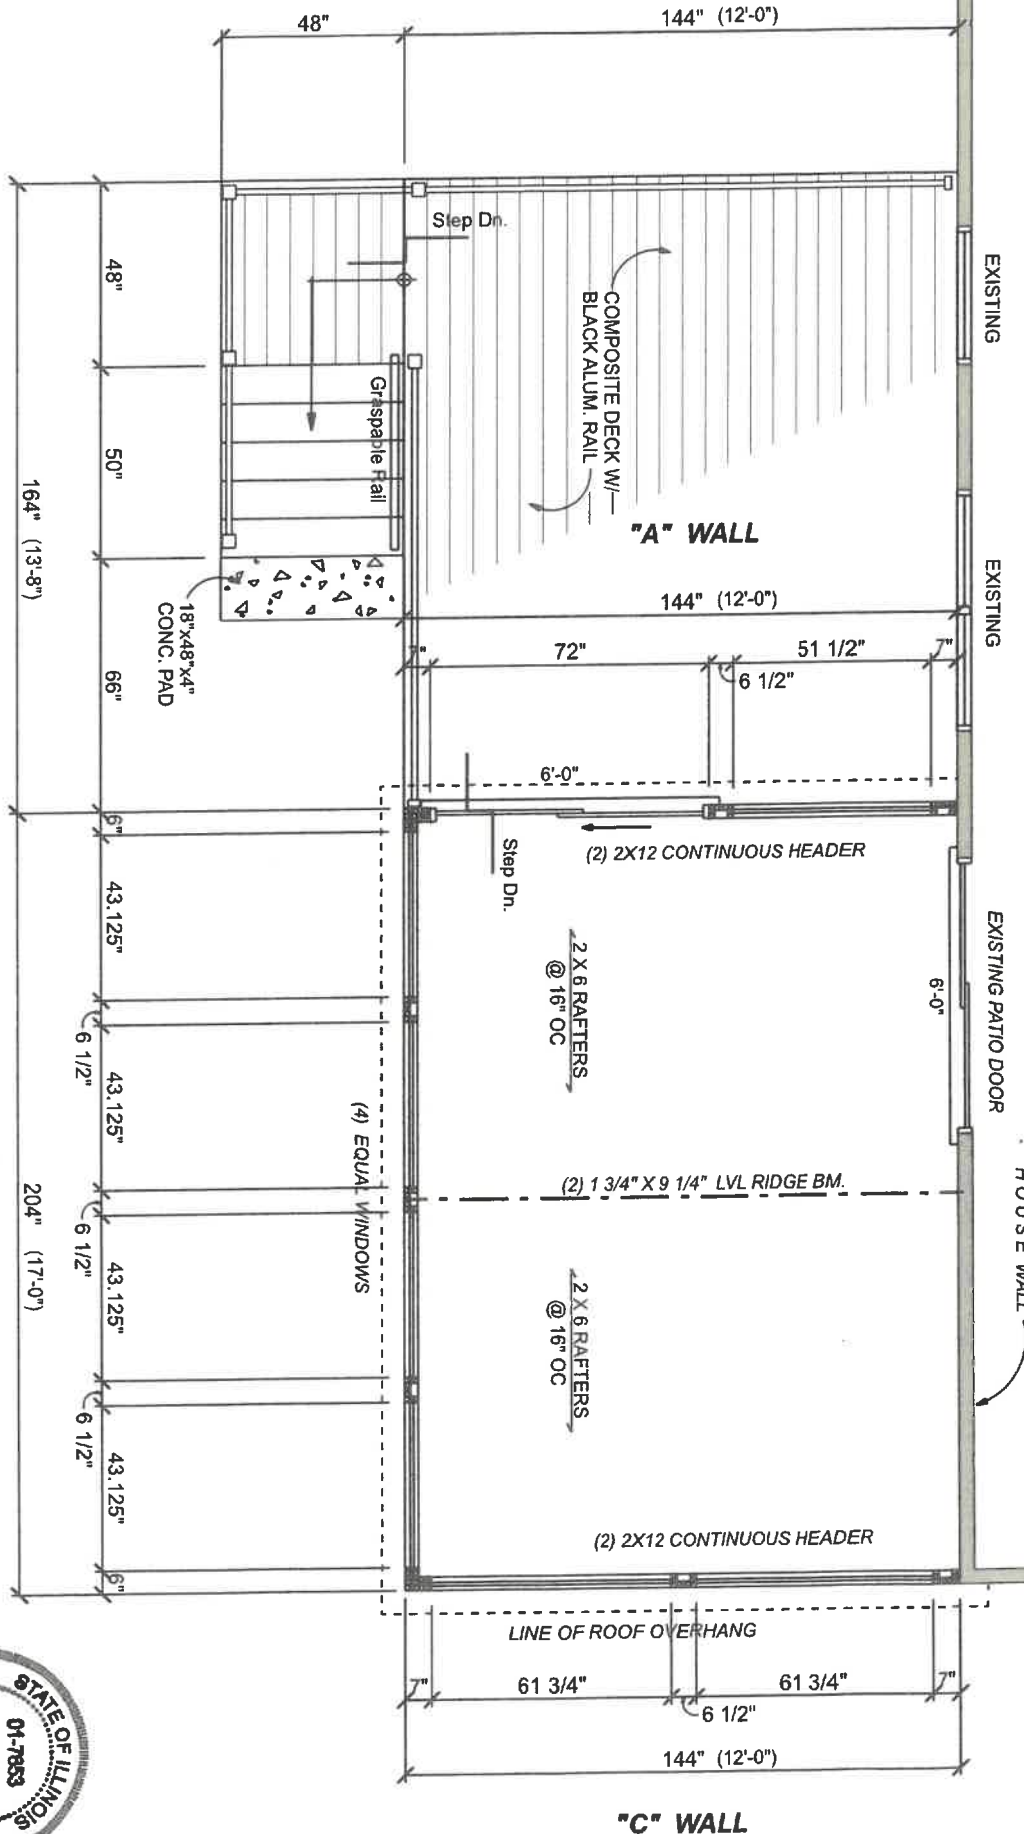 48"
144" (12'-0")
EXISTING
Step Dn.
48"
COMPOSITE DECK W/
BLACK ALUM. RAIL
Graspable Rail
50"
"A" WALL
EXISTING
164" (13'-8")
144" (12'-0")
18"x48"x4"
CONC. PAD
66"
7"
72"
6 1/2"
51 1/2"
7"
6'-0"
6"
(2) 2X12 CONTINUOUS HEADER
Step Dn.
43.125"
2 X 6 RAFTERS
@ 16" OC
6'-0"
EXISTING PATIO DOOR
6 1/2"
43.125"
(4) EQUAL WINDOWS
(2) 1 3/4" X 9 1/4" LVL RIDGE BM.
HOUSE WALL
6 1/2"
204" (17'-0")
43.125"
2 X 6 RAFTERS
@ 16" OC
6 1/2"
43.125"
(2) 2X12 CONTINUOUS HEADER
6"
LINE OF ROOF OVERHANG
7"
61 3/4"
6 1/2"
61 3/4"
7"
144" (12'-0")
"C" WALL
STATE OF ILLINOIS
01-7853